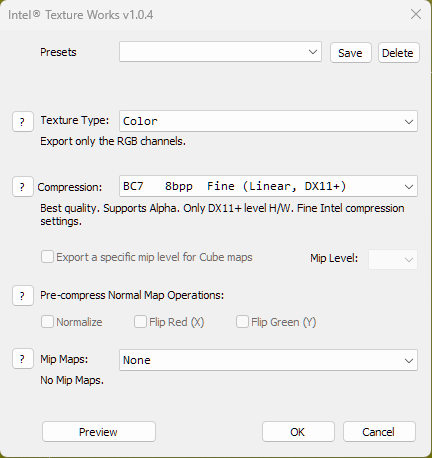 Intel® Texture Works v1.0.4
Presets
Save
Delete
?
Texture Type:
Color
Export only the RGB channels.
?
Compression:
BC7 8bpp Fine (Linear, DX11+)
Best quality. Supports Alpha. Only DX11+ level H/W. Fine Intel compression
settings.
Export a specific mip level for Cube maps
Mip Level:
?
Pre-compress Normal Map Operations:
Normalize
Flip Red (X)
Flip Green (Y)
?
Mip Maps:
None
No Mip Maps.
Preview
OK
Cancel